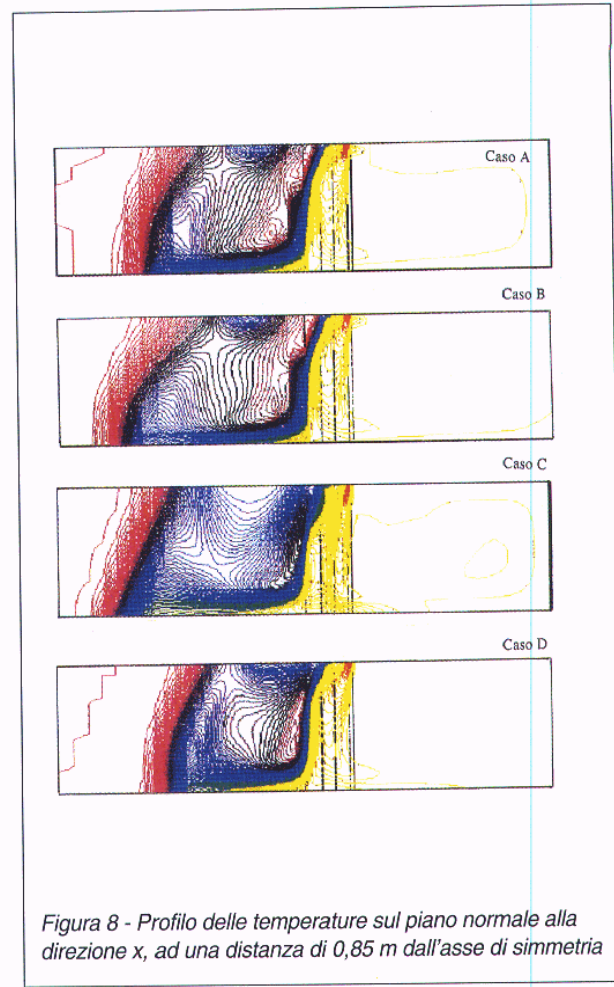 Caso A
Caso B
Caso C
Caso D
Figura 8 - Profilo delle temperature sul piano normale alla
direzione x, ad una distanza di 0,85 m dall'asse di simmetria